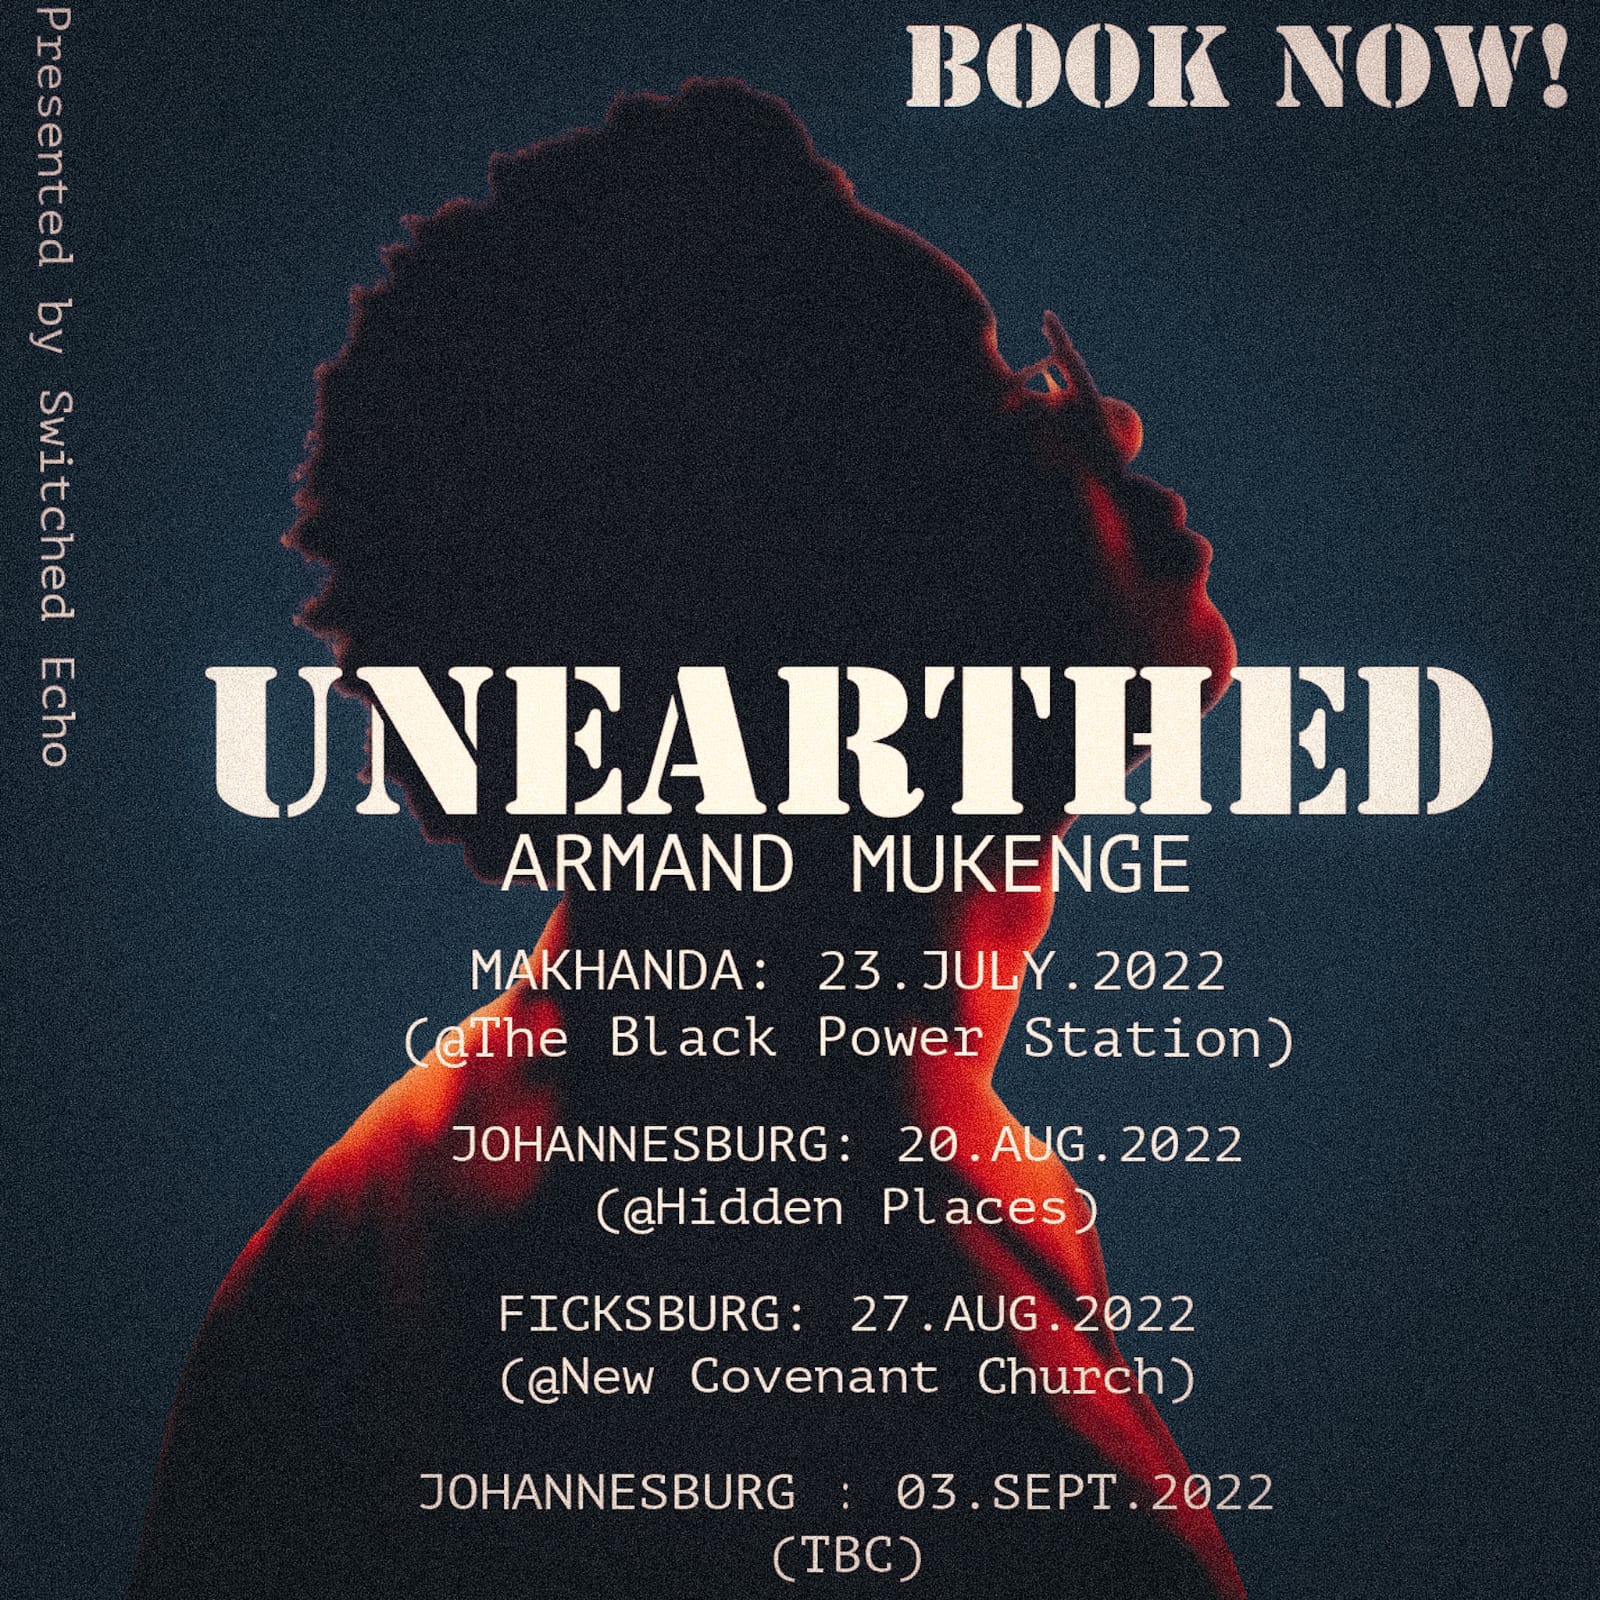 Presented by Switched Echo
BOOK NOW!
UNEARTHED
ARMAND MUKENGE
MAKHANDA: 23.JULY.2022
(@The Black Power Station)
JOHANNESBURG: 20.AUG.2022
(@Hidden Places)
FICKSBURG: 27.AUG.2022
(@New Covenant Church)
JOHANNESBURG : 03.SEPT.2022
(TBC)